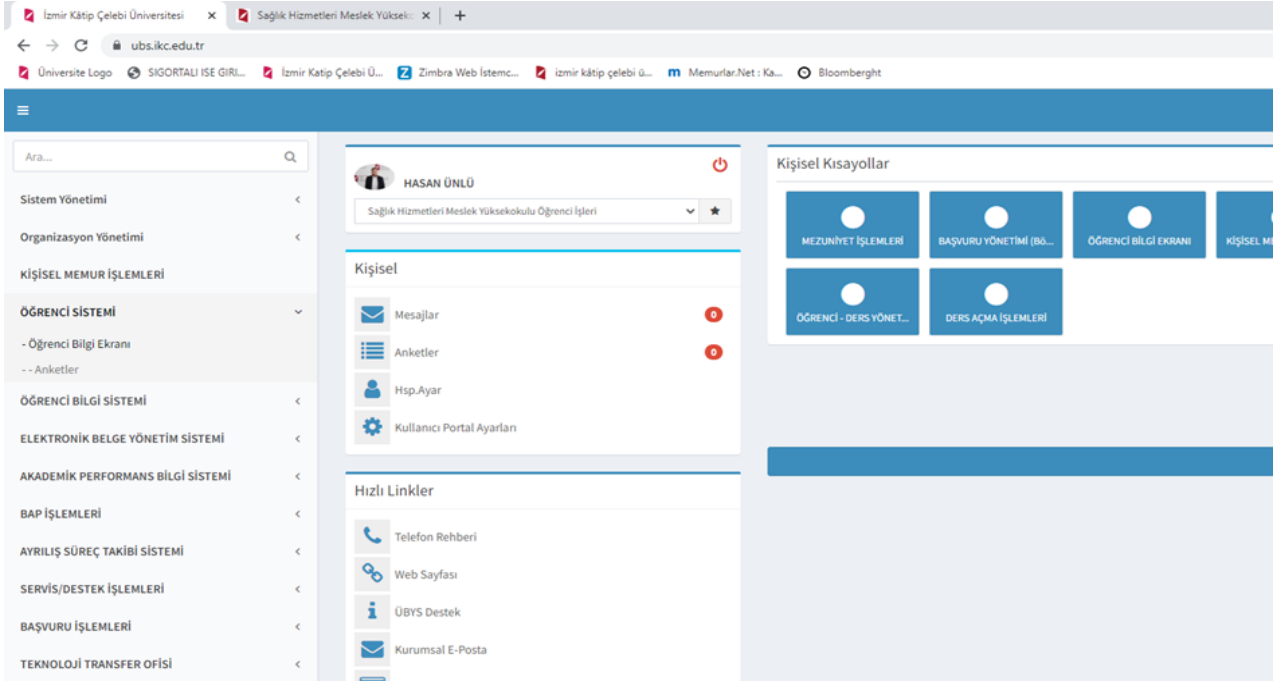 İzmir Kâtip Çelebi Üniversitesi
Sağlık Hizmetleri Meslek Yükseko
ubs.ikc.edu.tr
Üniversite Logo
SIGORTALI ISE GIRI...
İzmir Katip Çelebi Ü...
Zimbra Web İstemc...
izmir kâtip çelebi ü...
Memurlar.Net : Ka...
Bloomberght
Ara...
Sistem Yönetimi
Organizasyon Yönetimi
KİŞİSEL MEMUR İŞLEMLERİ
ÖĞRENCİ SİSTEMİ
- Öğrenci Bilgi Ekranı
- - Anketler
ÖĞRENCİ BİLGİ SİSTEMİ
ELEKTRONİK BELGE YÖNETİM SİSTEMİ
AKADEMİK PERFORMANS BİLGİ SİSTEMİ
BAP İŞLEMLERİ
AYRILIŞ SÜREÇ TAKİBİ SİSTEMİ
SERVİS/DESTEK İŞLEMLERİ
BAŞVURU İŞLEMLERİ
TEKNOLOJİ TRANSFER OFİSİ
HASAN ÜNLÜ
Sağlık Hizmetleri Meslek Yüksekokulu Öğrenci İşleri
Kişisel
Mesajlar 0
Anketler 0
Hsp.Ayar
Kullanıcı Portal Ayarları
Hızlı Linkler
Telefon Rehberi
Web Sayfası
ÜBYS Destek
Kurumsal E-Posta
Kişisel Kısayollar
MEZUNİYET İŞLEMLERİ
BAŞVURU YÖNETİMİ (Bö...
ÖĞRENCİ BİLGİ EKRANI
KİŞİSEL ME
ÖĞRENCİ - DERS YÖNET...
DERS AÇMA İŞLEMLERİ